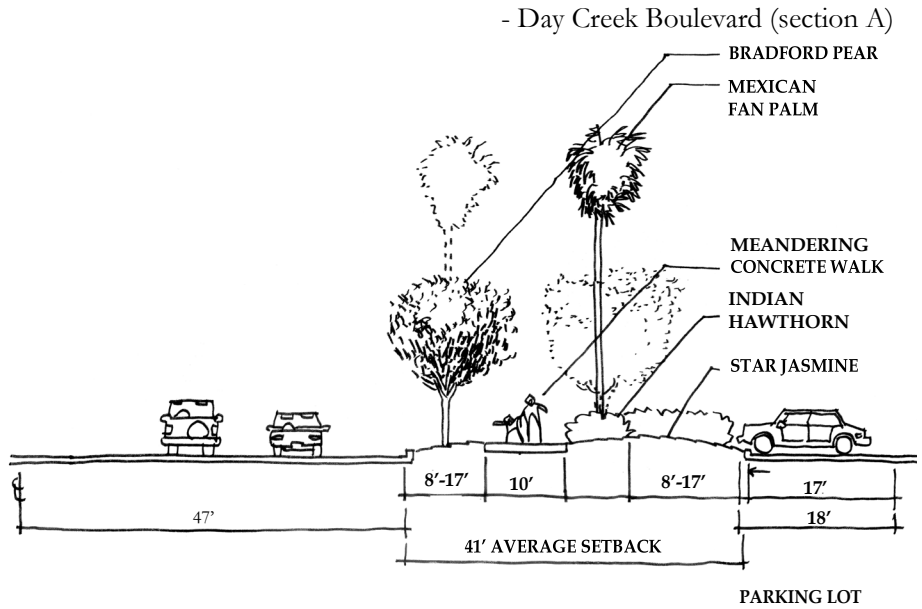 - Day Creek Boulevard (section A)
BRADFORD PEAR
MEXICAN
FAN PALM
MEANDERING
CONCRETE WALK
INDIAN
HAWTHORN
STAR JASMINE
8'-17'
10'
8'-17'
17'
47'
18'
41' AVERAGE SETBACK
PARKING LOT